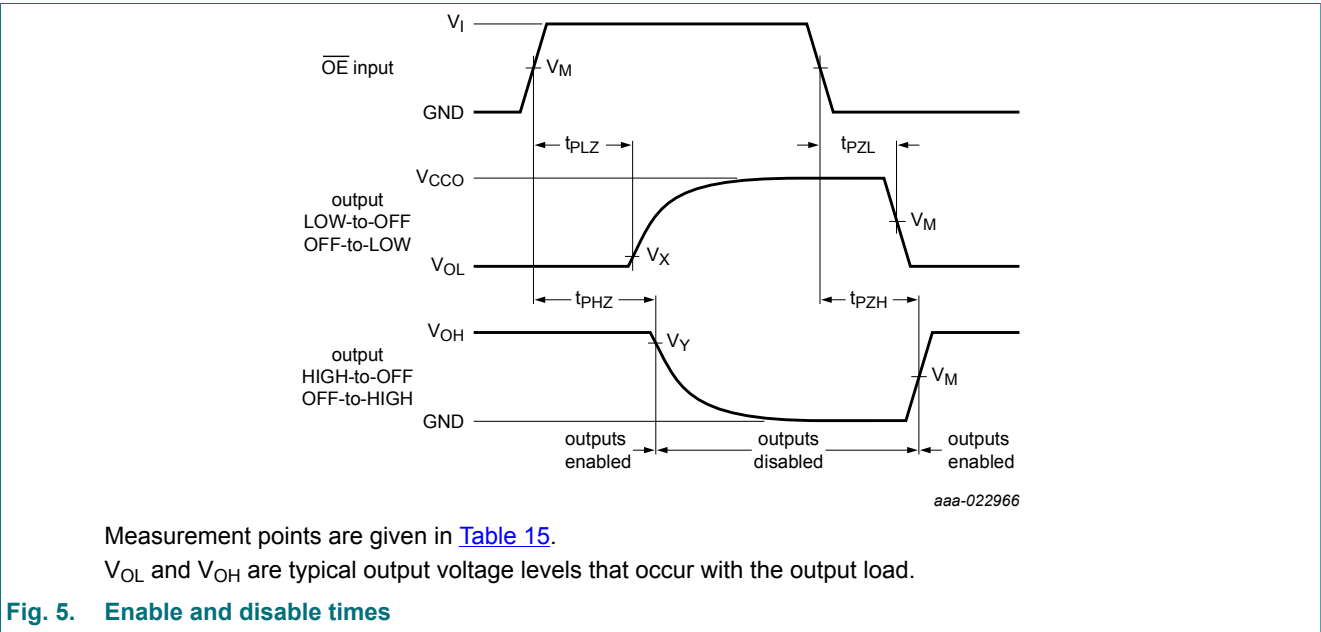 V_I
OE input
V_M
GND
t_PLZ
t_PZL
V_CCO
output
LOW-to-OFF
OFF-to-LOW
V_M
V_X
V_OL
t_PHZ
t_PZH
V_OH
output
HIGH-to-OFF
OFF-to-HIGH
V_Y
V_M
GND
outputs
enabled
outputs
disabled
outputs
enabled
aaa-022966
Measurement points are given in Table 15.
V_OL and V_OH are typical output voltage levels that occur with the output load.
Fig. 5. Enable and disable times